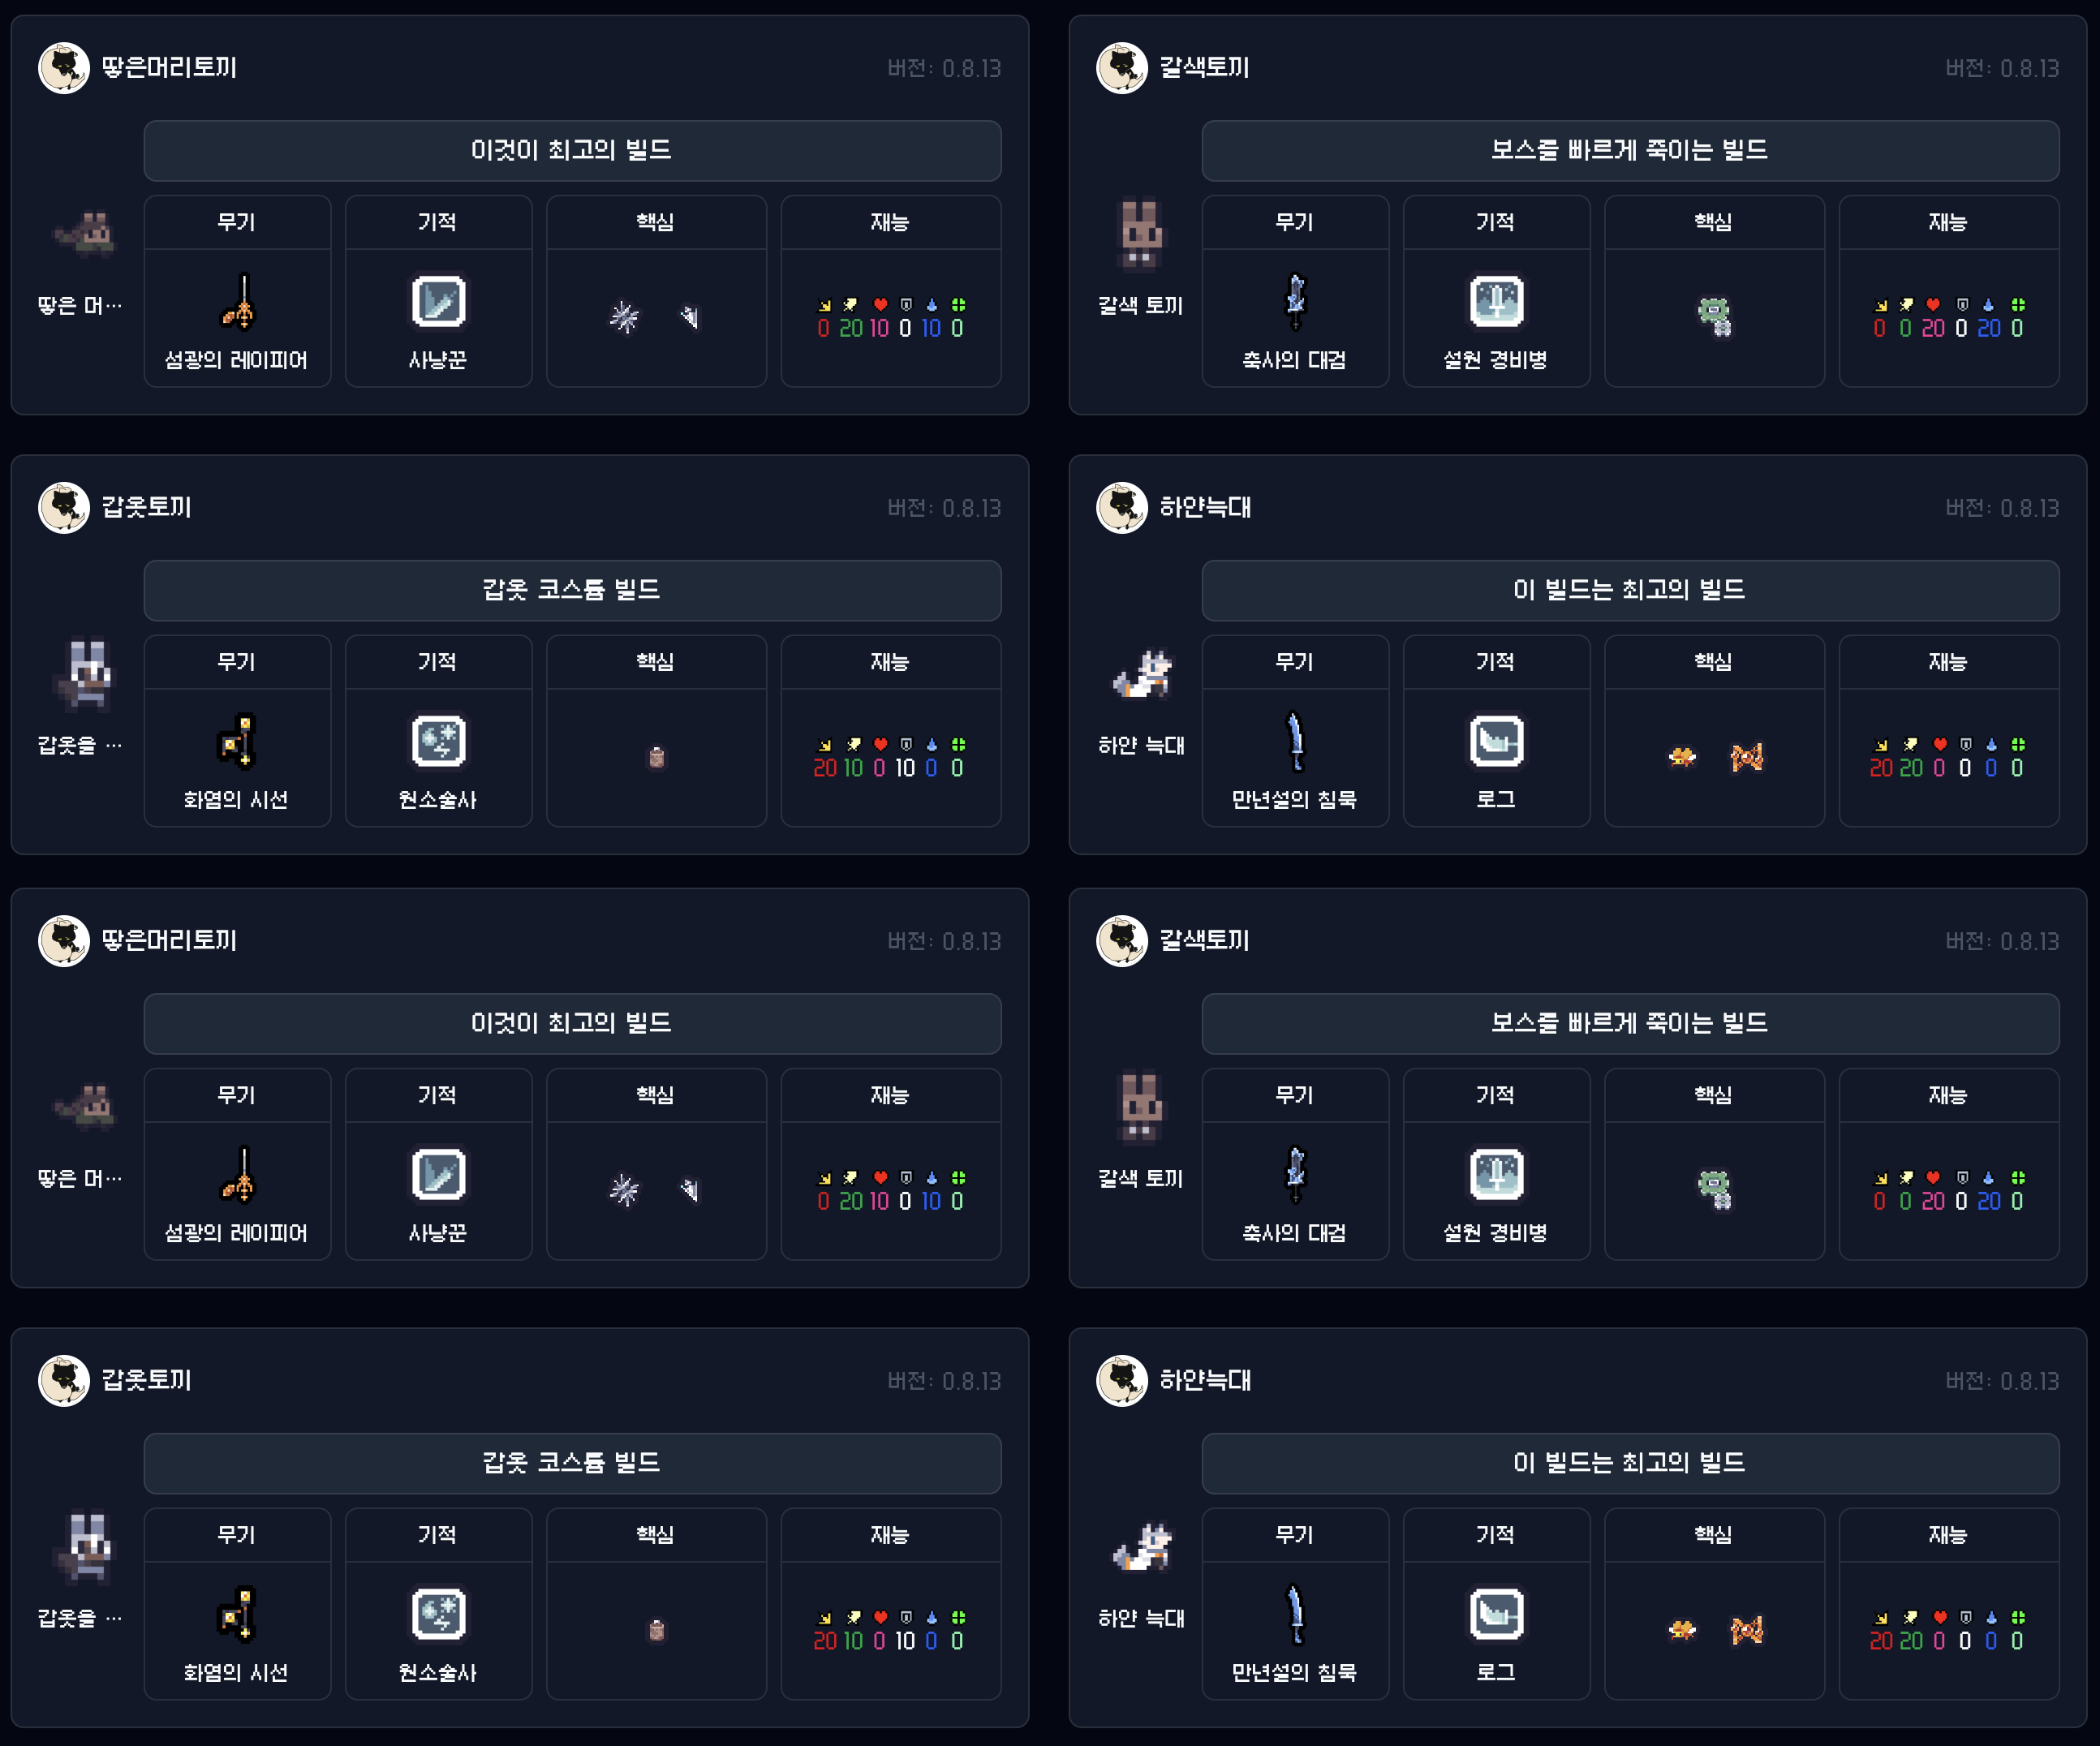 땋은머리토끼
버전: 0.8.13
이것이 최고의 빌드
땋은 머…
무기
기적
핵심
재능
섬광의 레이피어
사냥꾼
0 20 10 0 10 0
갈색토끼
버전: 0.8.13
보스를 빠르게 죽이는 빌드
갈색 토끼
무기
기적
핵심
재능
축사의 대검
설원 경비병
0 0 20 0 20 0
갑옷토끼
버전: 0.8.13
갑옷 코스튬 빌드
갑옷을 …
무기
기적
핵심
재능
화염의 시선
원소술사
20 10 0 10 0 0
하얀늑대
버전: 0.8.13
이 빌드는 최고의 빌드
하얀 늑대
무기
기적
핵심
재능
만년설의 침묵
로그
20 20 0 0 0 0
땋은머리토끼
버전: 0.8.13
이것이 최고의 빌드
땋은 머…
무기
기적
핵심
재능
섬광의 레이피어
사냥꾼
0 20 10 0 10 0
갈색토끼
버전: 0.8.13
보스를 빠르게 죽이는 빌드
갈색 토끼
무기
기적
핵심
재능
축사의 대검
설원 경비병
0 0 20 0 20 0
갑옷토끼
버전: 0.8.13
갑옷 코스튬 빌드
갑옷을 …
무기
기적
핵심
재능
화염의 시선
원소술사
20 10 0 10 0 0
하얀늑대
버전: 0.8.13
이 빌드는 최고의 빌드
하얀 늑대
무기
기적
핵심
재능
만년설의 침묵
로그
20 20 0 0 0 0